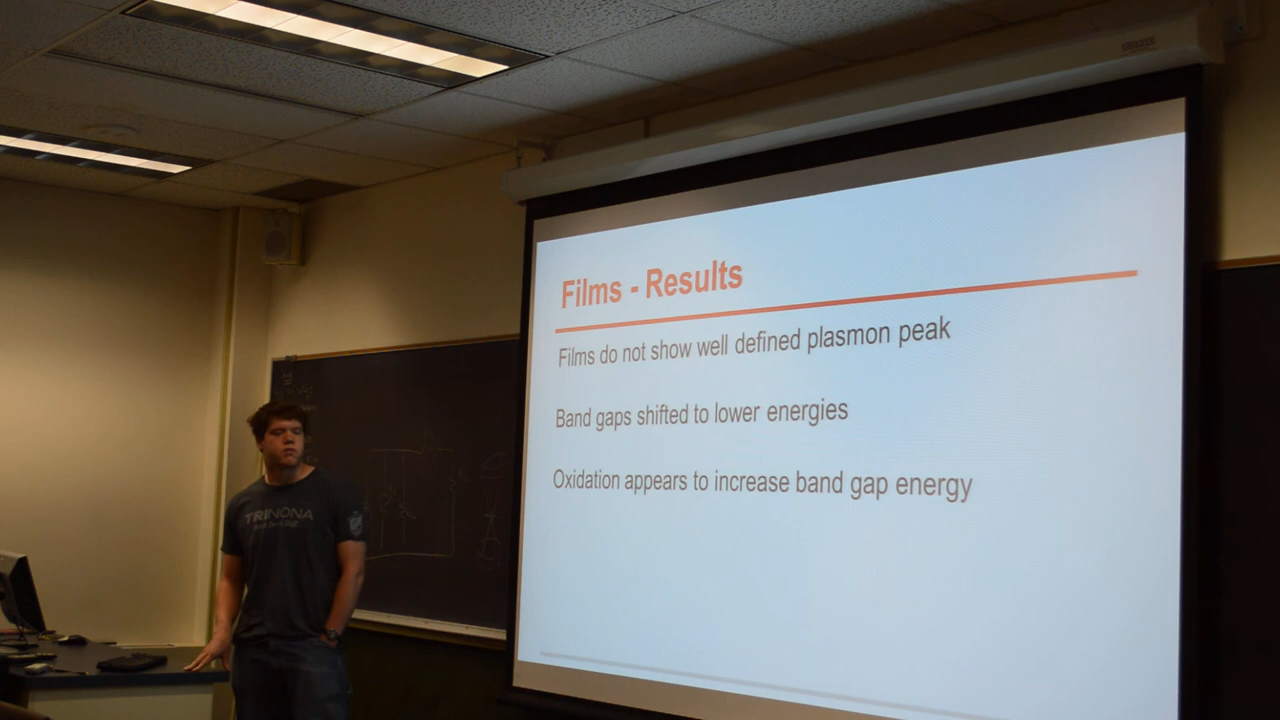 Films - Results
Films do not show well defined plasmon peak
Band gaps shifted to lower energies
Oxidation appears to increase band gap energy
TRINONA